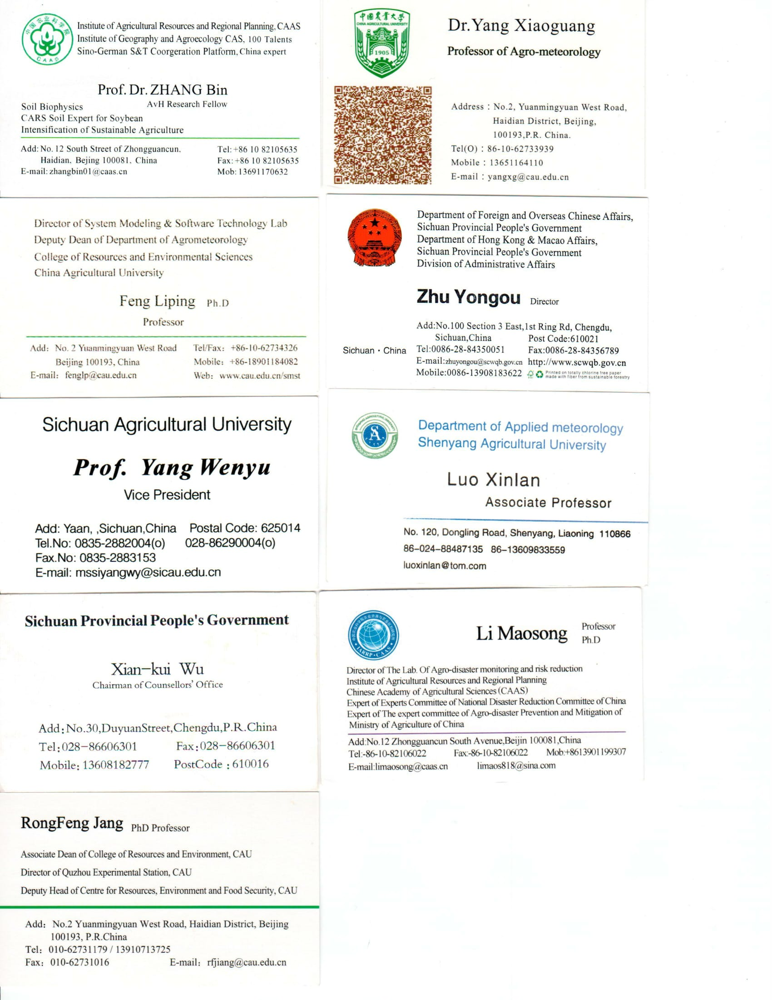 中国农业科学院
CAAS
Institute of Agricultural Resources and Regional Planning, CAAS
Institute of Geography and Agroecology CAS, 100 Talents
Sino-German S&T Coorgeration Platform, China expert
Prof. Dr. ZHANG Bin
AvH Research Fellow
Soil Biophysics
CARS Soil Expert for Soybean
Intensification of Sustainable Agriculture
Add: No. 12 South Street of Zhongguancun,
Haidian, Bejing 100081, China
E-mail: zhangbin01@caas.cn
Tel: +86 10 82105635
Fax: +86 10 82105635
Mob: 13691170632
中国農業大学
CHINA AGRICULTURAL UNIVERSITY
1905
Dr. Yang Xiaoguang
Professor of Agro-meteorology
Address : No.2, Yuanmingyuan West Road,
Haidian District, Beijing,
100193,P.R. China.
Tel(O) : 86-10-62733939
Mobile : 13651164110
E-mail : yangxg@cau.edu.cn
Director of System Modeling & Software Technology Lab
Deputy Dean of Department of Agrometeorology
College of Resources and Environmental Sciences
China Agricultural University
Feng Liping Ph.D
Professor
Add: No. 2 Yuanmingyuan West Road
Beijing 100193, China
E-mail: fenglp@cau.edu.cn
Tel/Fax: +86-10-62734326
Mobile: +86-18901184082
Web: www.cau.edu.cn/smst
Department of Foreign and Overseas Chinese Affairs,
Sichuan Provincial People's Government
Department of Hong Kong & Macao Affairs,
Sichuan Provincial People's Government
Division of Administrative Affairs
Zhu Yongou Director
Sichuan · China
Add:No.100 Section 3 East,1st Ring Rd, Chengdu,
Sichuan,China Post Code:610021
Tel:0086-28-84350051 Fax:0086-28-84356789
E-mail:zhuyongou@scwqb.gov.cn http://www.scwqb.gov.cn
Mobile:0086-13908183622
Printed on totally chlorine free paper
made with fiber from sustainable forestry
Sichuan Agricultural University
Prof. Yang Wenyu
Vice President
Add: Yaan, ,Sichuan,China Postal Code: 625014
Tel.No: 0835-2882004(o) 028-86290004(o)
Fax.No: 0835-2883153
E-mail: mssiyangwy@sicau.edu.cn
SHENYANG AGRICULTURAL UNIVERSITY
SA
Department of Applied meteorology
Shenyang Agricultural University
Luo Xinlan
Associate Professor
No. 120, Dongling Road, Shenyang, Liaoning 110866
86-024-88487135 86-13609833559
luoxinlan@tom.com
Sichuan Provincial People's Government
Xian-kui Wu
Chairman of Counsellors' Office
Add:No.30,DuyuanStreet,Chengdu,P.R.China
Tel:028-86606301 Fax:028-86606301
Mobile: 13608182777 PostCode : 610016
中国农业科学院农业资源与农业区划研究所
IARRP · CAAS
Li Maosong
Professor
Ph.D
Director of The Lab. Of Agro-disaster monitoring and risk reduction
Institute of Agricultural Resources and Regional Planning
Chinese Academy of Agricultural Sciences (CAAS)
Expert of Experts Committee of National Disaster Reduction Committee of China
Expert of The expert committee of Agro-disaster Prevention and Mitigation of
Ministry of Agriculture of China
Add:No.12 Zhongguancun South Avenue,Beijin 100081,China
Tel:-86-10-82106022 Fax:-86-10-82106022 Mob:+8613901199307
E-mail:limaosong@caas.cn limaos818@sina.com
RongFeng Jang PhD Professor
Associate Dean of College of Resources and Environment, CAU
Director of Quzhou Experimental Station, CAU
Deputy Head of Centre for Resources, Environment and Food Security, CAU
Add: No.2 Yuanmingyuan West Road, Haidian District, Beijing
100193, P.R.China
Tel: 010-62731179 / 13910713725
Fax: 010-62731016 E-mail: rfjiang@cau.edu.cn